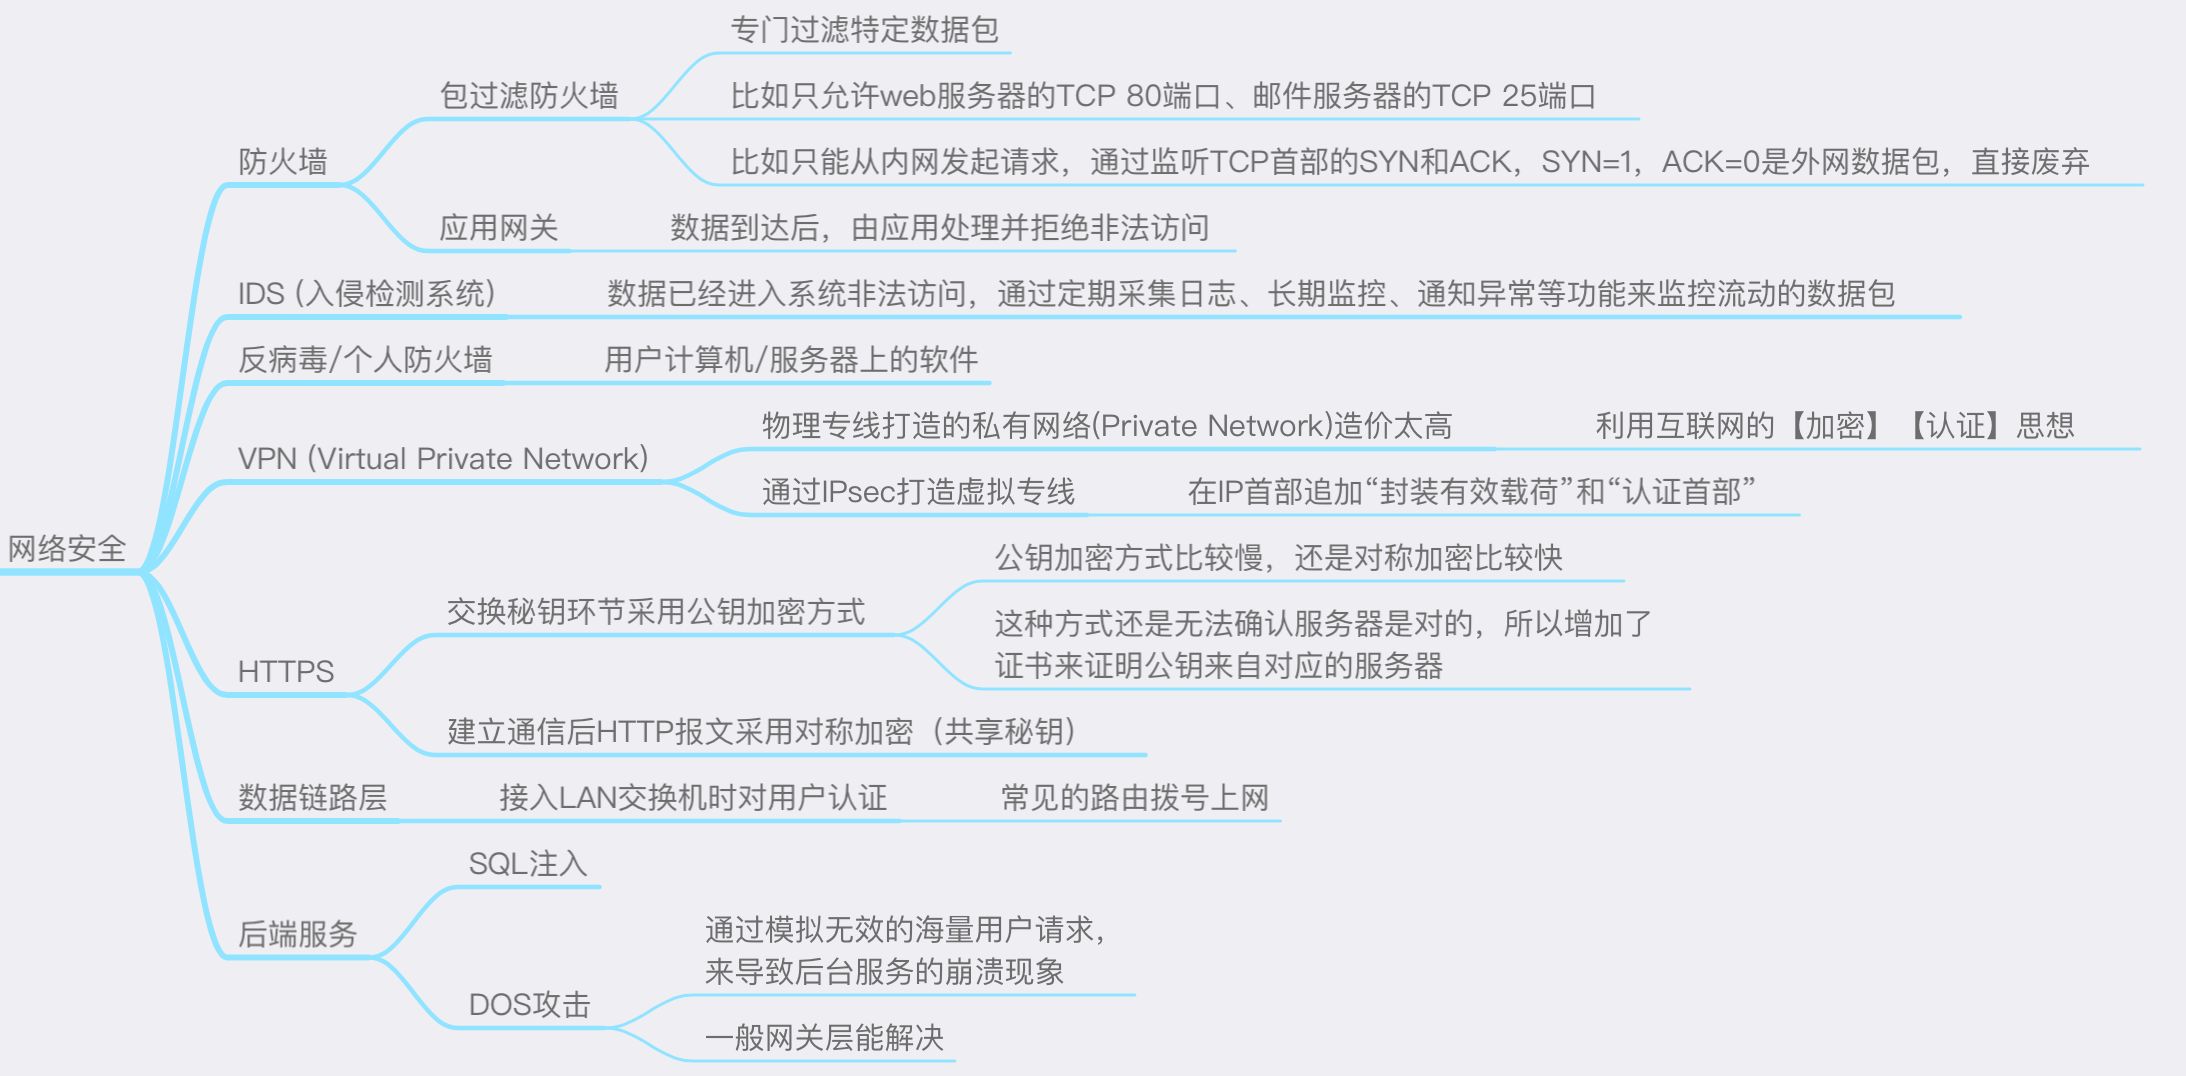 网络安全
防火墙
包过滤防火墙
专门过滤特定数据包
比如只允许web服务器的TCP 80端口、邮件服务器的TCP 25端口
比如只能从内网发起请求，通过监听TCP首部的SYN和ACK，SYN=1，ACK=0是外网数据包，直接废弃
应用网关
数据到达后，由应用处理并拒绝非法访问
IDS (入侵检测系统)
数据已经进入系统非法访问，通过定期采集日志、长期监控、通知异常等功能来监控流动的数据包
反病毒/个人防火墙
用户计算机/服务器上的软件
VPN (Virtual Private Network)
物理专线打造的私有网络(Private Network)造价太高
利用互联网的【加密】【认证】思想
通过IPsec打造虚拟专线
在IP首部追加“封装有效载荷”和“认证首部”
HTTPS
交换秘钥环节采用公钥加密方式
公钥加密方式比较慢，还是对称加密比较快
这种方式还是无法确认服务器是对的，所以增加了
证书来证明公钥来自对应的服务器
建立通信后HTTP报文采用对称加密（共享秘钥）
数据链路层
接入LAN交换机时对用户认证
常见的路由拨号上网
后端服务
SQL注入
DOS攻击
通过模拟无效的海量用户请求，
来导致后台服务的崩溃现象
一般网关层能解决